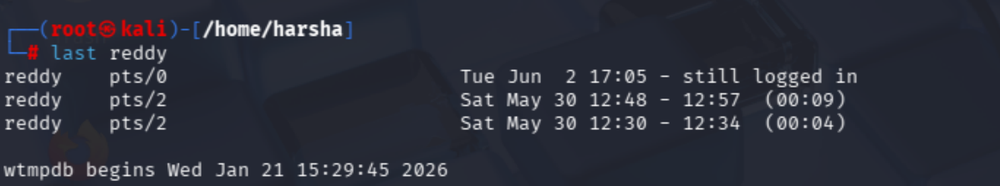 ┌──(root㉿kali)-[/home/harsha]
└─# last reddy
reddy    pts/0                         Tue Jun  2 17:05 - still logged in
reddy    pts/2                         Sat May 30 12:48 - 12:57  (00:09)
reddy    pts/2                         Sat May 30 12:30 - 12:34  (00:04)
wtmpdb begins Wed Jan 21 15:29:45 2026